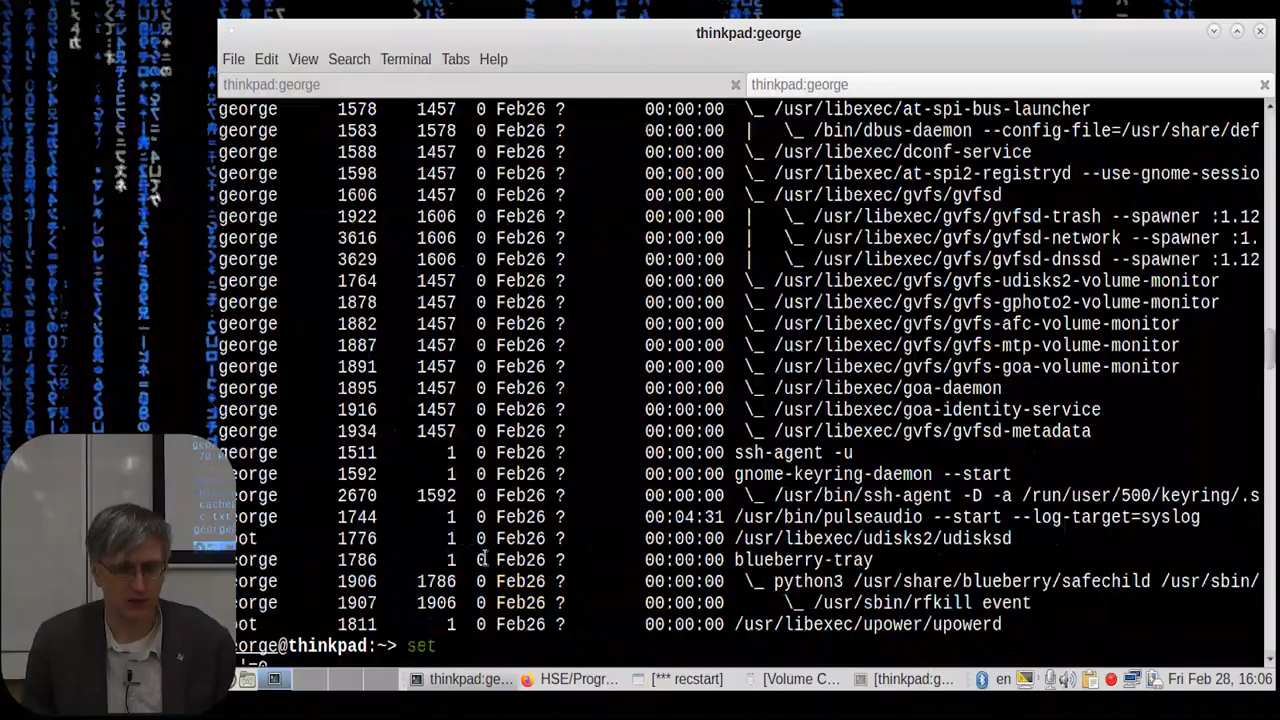 thinkpad:george
File Edit View Search Terminal Tabs Help
thinkpad:george thinkpad:george
george 1578 1457 0 Feb26 ? 00:00:00 \_ /usr/libexec/at-spi-bus-launcher
george 1583 1578 0 Feb26 ? 00:00:00 | \_ /bin/dbus-daemon --config-file=/usr/share/def
george 1588 1457 0 Feb26 ? 00:00:00 \_ /usr/libexec/dconf-service
george 1598 1457 0 Feb26 ? 00:00:00 \_ /usr/libexec/at-spi2-registryd --use-gnome-sessio
george 1606 1457 0 Feb26 ? 00:00:00 \_ /usr/libexec/gvfs/gvfsd
george 1922 1606 0 Feb26 ? 00:00:00 | \_ /usr/libexec/gvfs/gvfsd-trash --spawner :1.12
george 3616 1606 0 Feb26 ? 00:00:00 | \_ /usr/libexec/gvfs/gvfsd-network --spawner :1.
george 3629 1606 0 Feb26 ? 00:00:00 | \_ /usr/libexec/gvfs/gvfsd-dnssd --spawner :1.12
george 1764 1457 0 Feb26 ? 00:00:00 \_ /usr/libexec/gvfs/gvfs-udisks2-volume-monitor
george 1878 1457 0 Feb26 ? 00:00:00 \_ /usr/libexec/gvfs/gvfs-gphoto2-volume-monitor
george 1882 1457 0 Feb26 ? 00:00:00 \_ /usr/libexec/gvfs/gvfs-afc-volume-monitor
george 1887 1457 0 Feb26 ? 00:00:00 \_ /usr/libexec/gvfs/gvfs-mtp-volume-monitor
george 1891 1457 0 Feb26 ? 00:00:00 \_ /usr/libexec/gvfs/gvfs-goa-volume-monitor
george 1895 1457 0 Feb26 ? 00:00:00 \_ /usr/libexec/goa-daemon
george 1916 1457 0 Feb26 ? 00:00:00 \_ /usr/libexec/goa-identity-service
george 1934 1457 0 Feb26 ? 00:00:00 \_ /usr/libexec/gvfs/gvfsd-metadata
george 1511 1 0 Feb26 ? 00:00:00 ssh-agent -u
george 1592 1 0 Feb26 ? 00:00:00 gnome-keyring-daemon --start
eorge 2670 1592 0 Feb26 ? 00:00:00 \_ /usr/bin/ssh-agent -D -a /run/user/500/keyring/.s
eorge 1744 1 0 Feb26 ? 00:04:31 /usr/bin/pulseaudio --start --log-target=syslog
oot 1776 1 0 Feb26 ? 00:00:00 /usr/libexec/udisks2/udisksd
eorge 1786 1 0 Feb26 ? 00:00:00 blueberry-tray
eorge 1906 1786 0 Feb26 ? 00:00:00 \_ python3 /usr/share/blueberry/safechild /usr/sbin/
eorge 1907 1906 0 Feb26 ? 00:00:00 \_ /usr/sbin/rfkill event
oot 1811 1 0 Feb26 ? 00:00:00 /usr/libexec/upower/upowerd
eorge@thinkpad:~> set
thinkpad:ge... HSE/Progr... [*** recstart] [Volume C... [thinkpad:g... en Fri Feb 28, 16:06